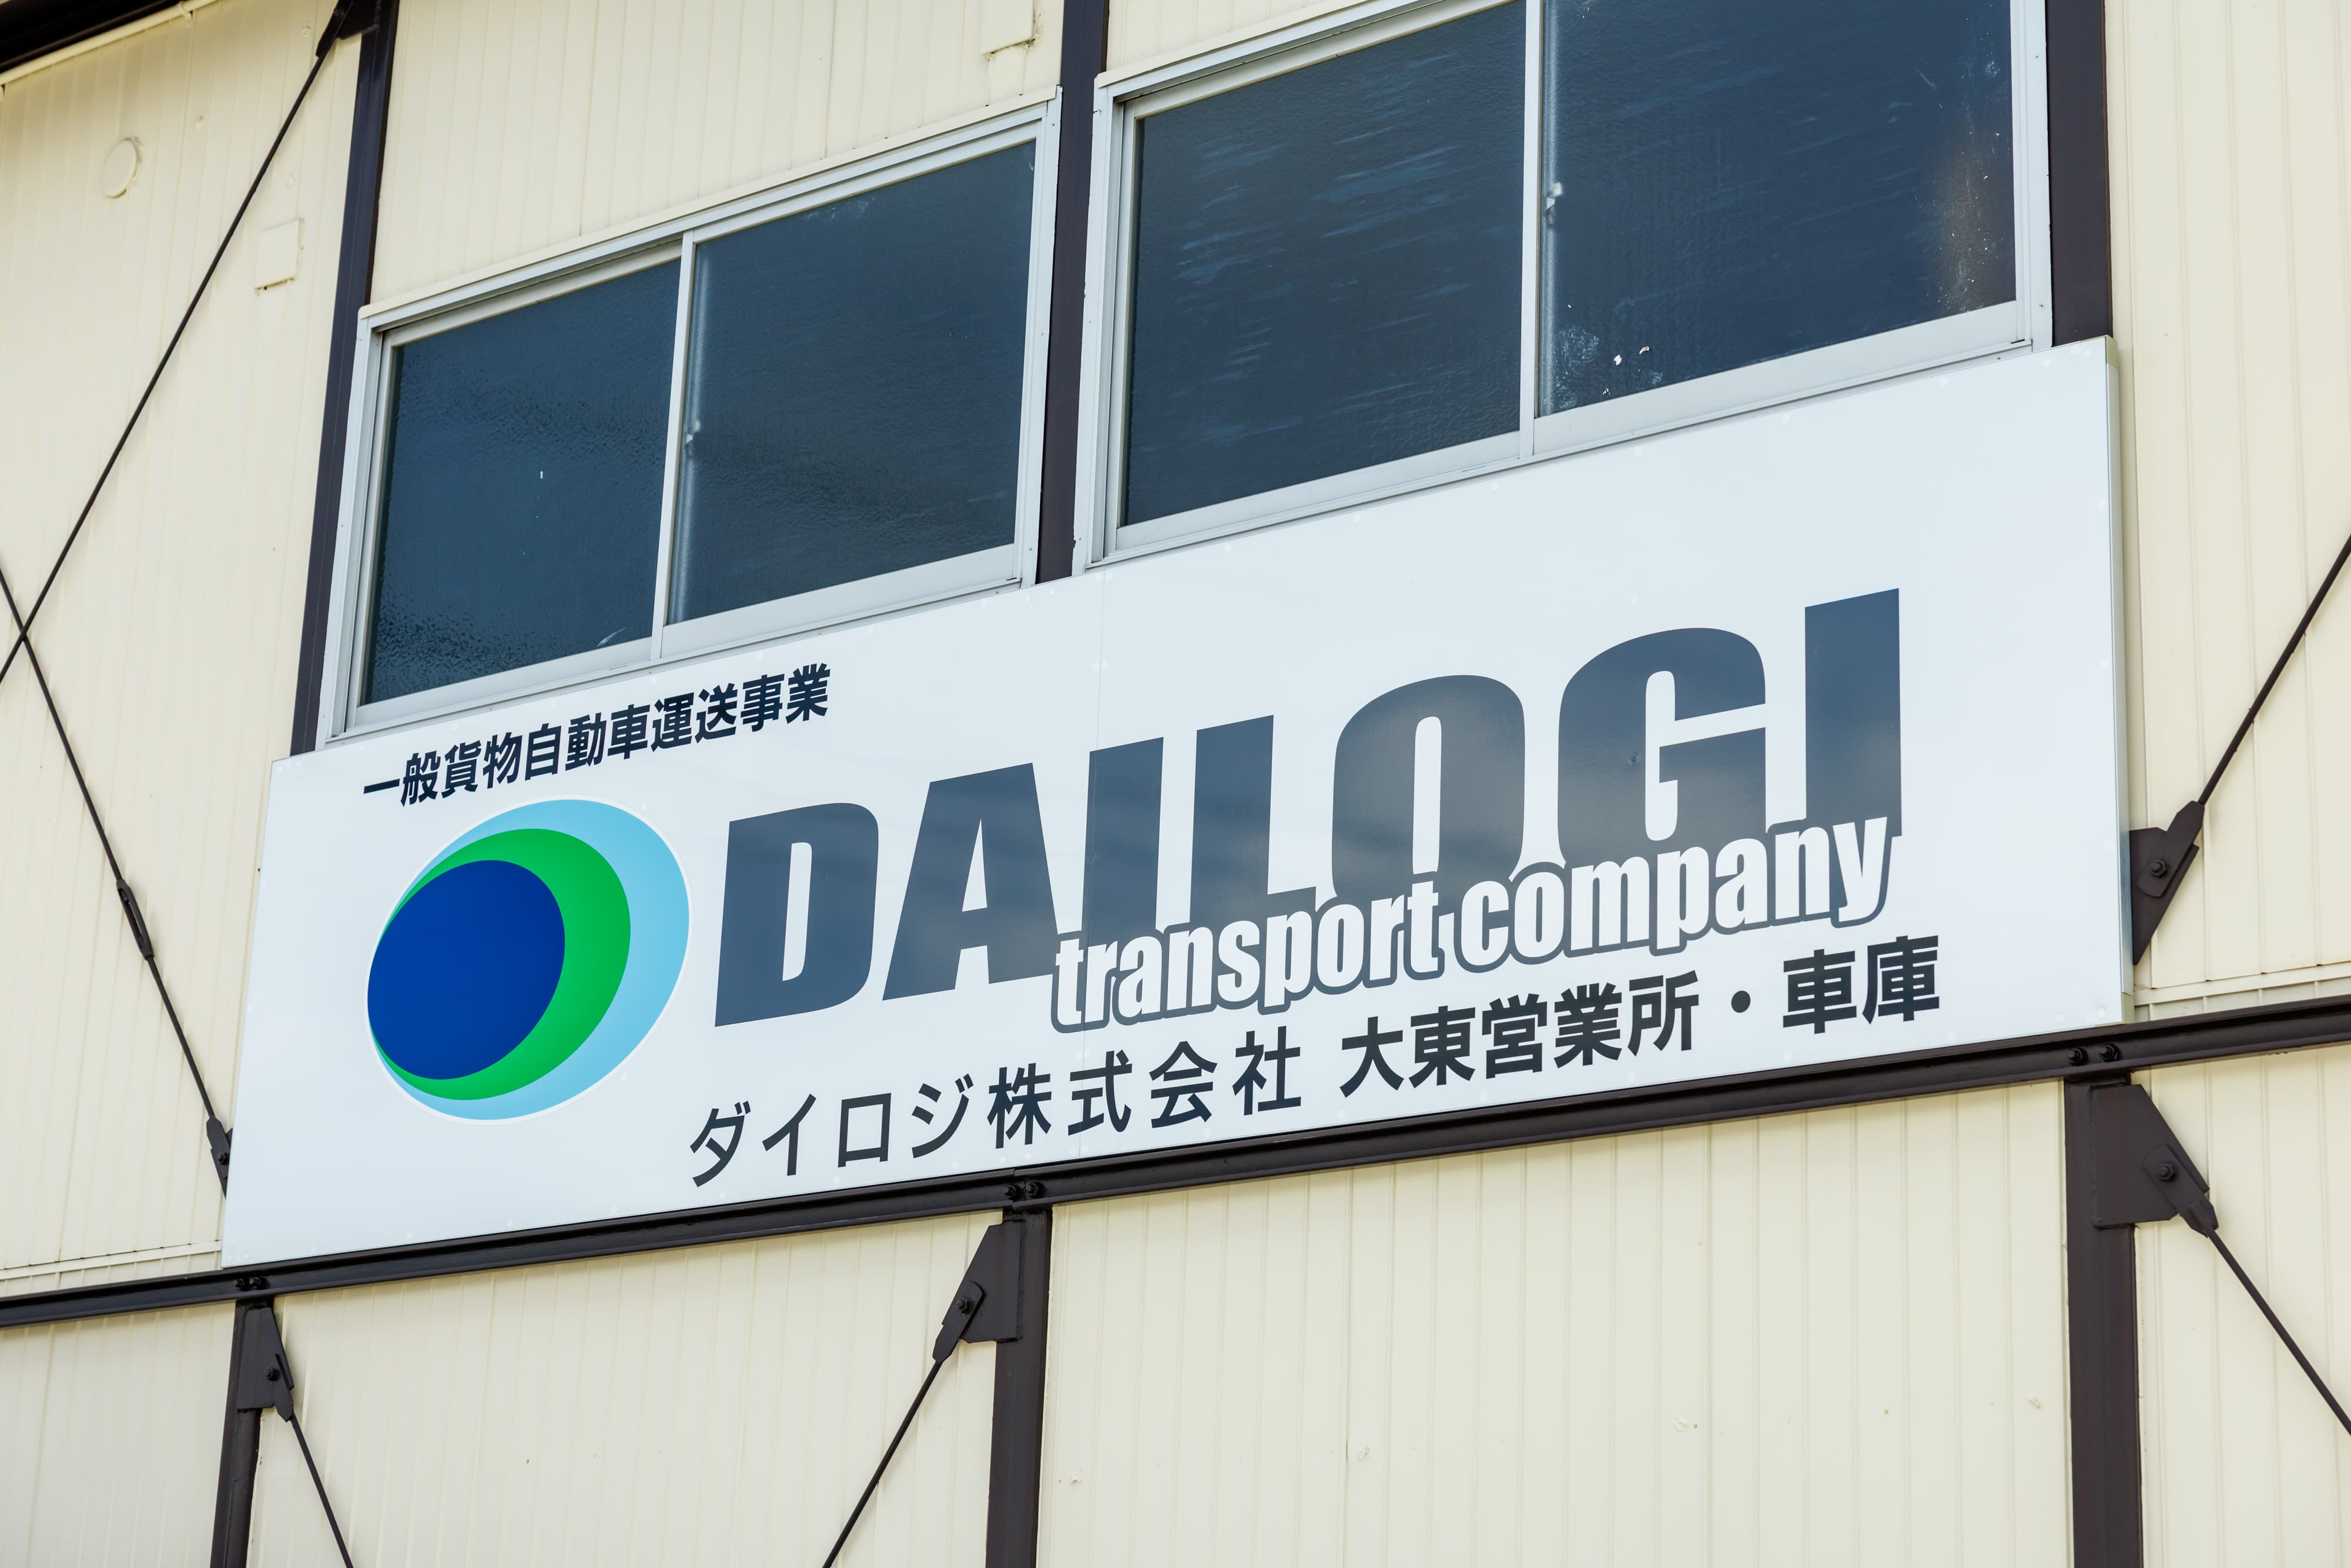 一般貨物自動車運送事業
DAILOGI
transport company
ダイロジ株式会社 大東営業所・車庫